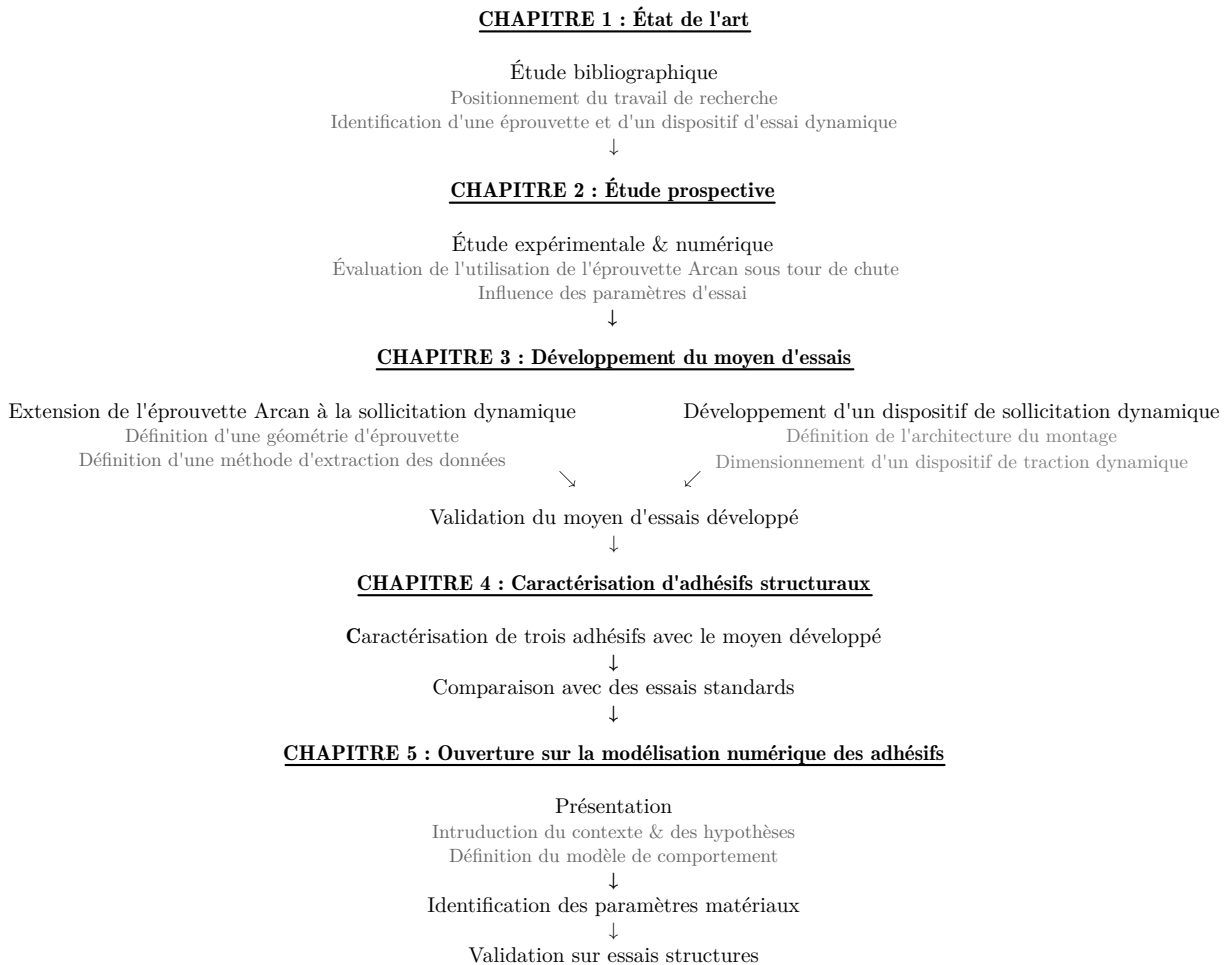 CHAPITRE 1 : État de l'art
Étude bibliographique
Positionnement du travail de recherche
Identification d'une éprouvette et d'un dispositif d'essai dynamique
↓
CHAPITRE 2 : Étude prospective
Étude expérimentale & numérique
Évaluation de l'utilisation de l'éprouvette Arcan sous tour de chute
Influence des paramètres d'essai
↓
CHAPITRE 3 : Développement du moyen d'essais
Extension de l'éprouvette Arcan à la sollicitation dynamique
Définition d'une géométrie d'éprouvette
Définition d'une méthode d'extraction des données
↘
Développement d'un dispositif de sollicitation dynamique
Définition de l'architecture du montage
Dimensionnement d'un dispositif de traction dynamique
↙
Validation du moyen d'essais développé
↓
CHAPITRE 4 : Caractérisation d'adhésifs structuraux
Caractérisation de trois adhésifs avec le moyen développé
↓
Comparaison avec des essais standards
↓
CHAPITRE 5 : Ouverture sur la modélisation numérique des adhésifs
Présentation
Intruduction du contexte & des hypothèses
Définition du modèle de comportement
↓
Identification des paramètres matériaux
↓
Validation sur essais structures